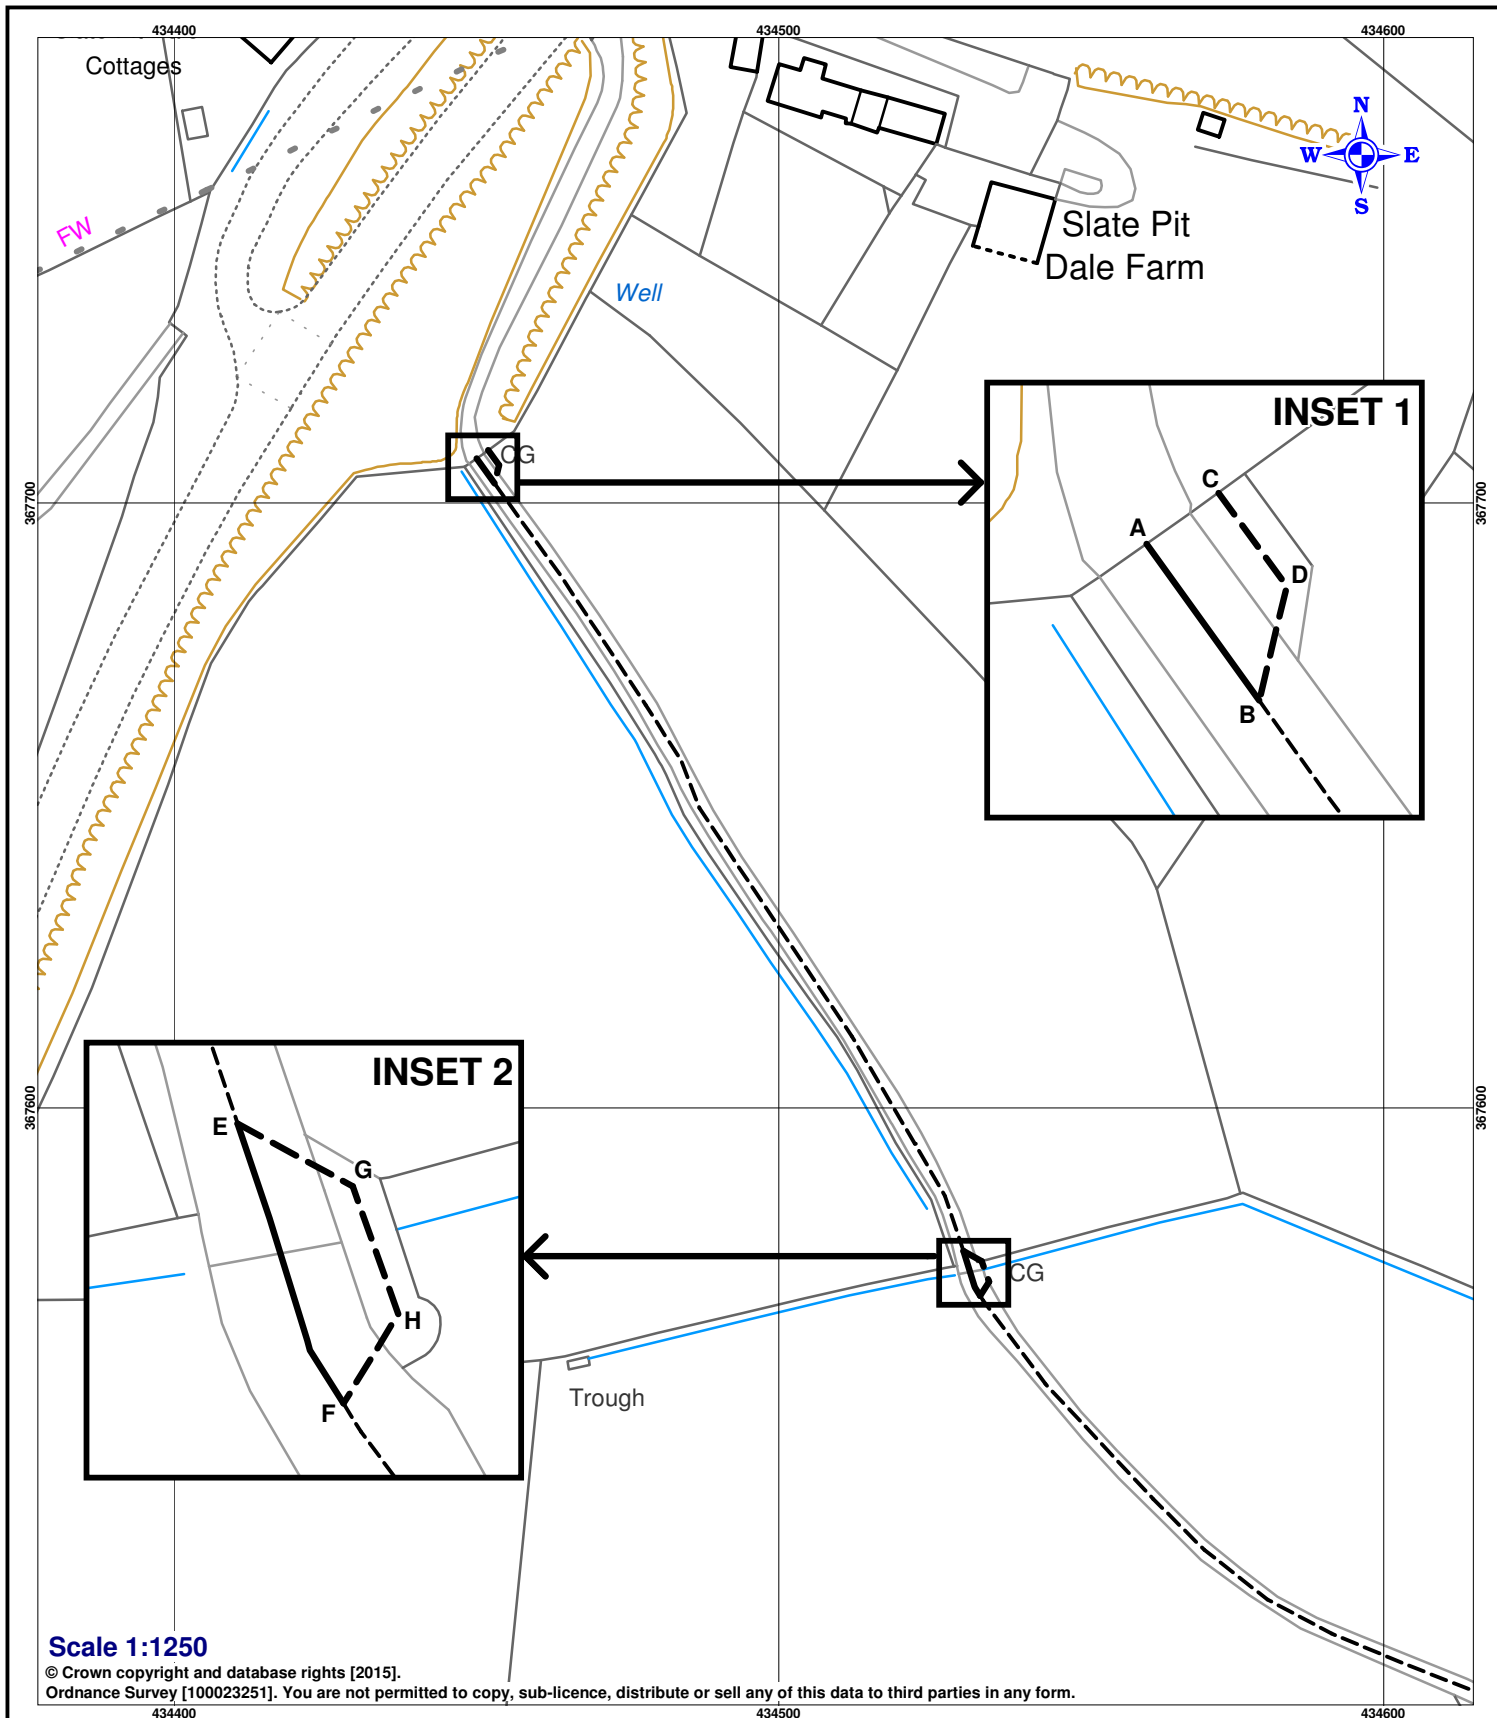 434400
434500
434600
Cottages
N
W
E
S
FW
Slate Pit
Dale Farm
Well
INSET 1
CG
C
A
D
B
367700
367700
INSET 2
E
G
H
F
367600
367600
CG
Trough
Scale 1:1250
© Crown copyright and database rights [2015].
Ordnance Survey [100023251]. You are not permitted to copy, sub-licence, distribute or sell any of this data to third parties in any form.
434400
434500
434600